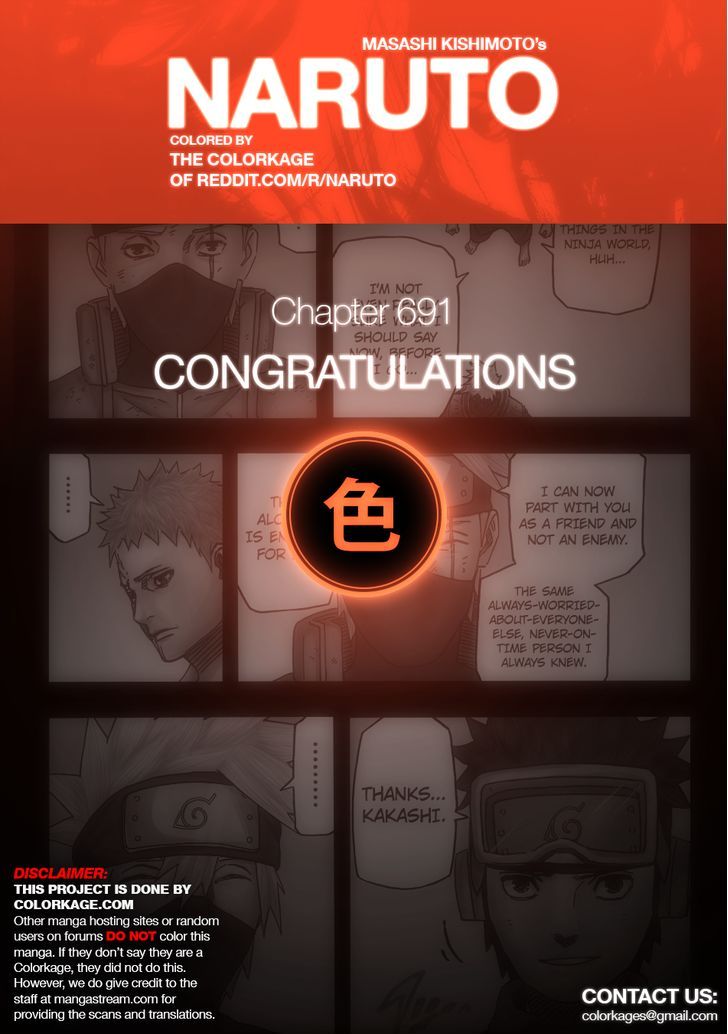 MASASHI KISHIMOTO's
NARUTO
COLORED BY
THE COLORKAGE
OF REDDIT.COM/R/NARUTO
THINGS IN THE
NINJA WORLD,
HUH...
I'M NOT
SHOULD SAY
NOW, BEFORE
Chapter 691
CONGRATULATIONS
色
IS
FOR
I CAN NOW
PART WITH YOU
AS A FRIEND AND
NOT AN ENEMY.
THE SAME
ALWAYS-WORRIED-
ABOUT-EVERYONE-
ELSE, NEVER-ON-
TIME PERSON I
ALWAYS KNEW.
THANKS...
KAKASHI.
DISCLAIMER:
THIS PROJECT IS DONE BY
COLORKAGE.COM
Other manga hosting sites or random
users on forums DO NOT color this
manga. If they don't say they are a
Colorkage, they did not do this.
However, we do give credit to the
staff at mangastream.com for
providing the scans and translations.
CONTACT US:
colorkages@gmail.com